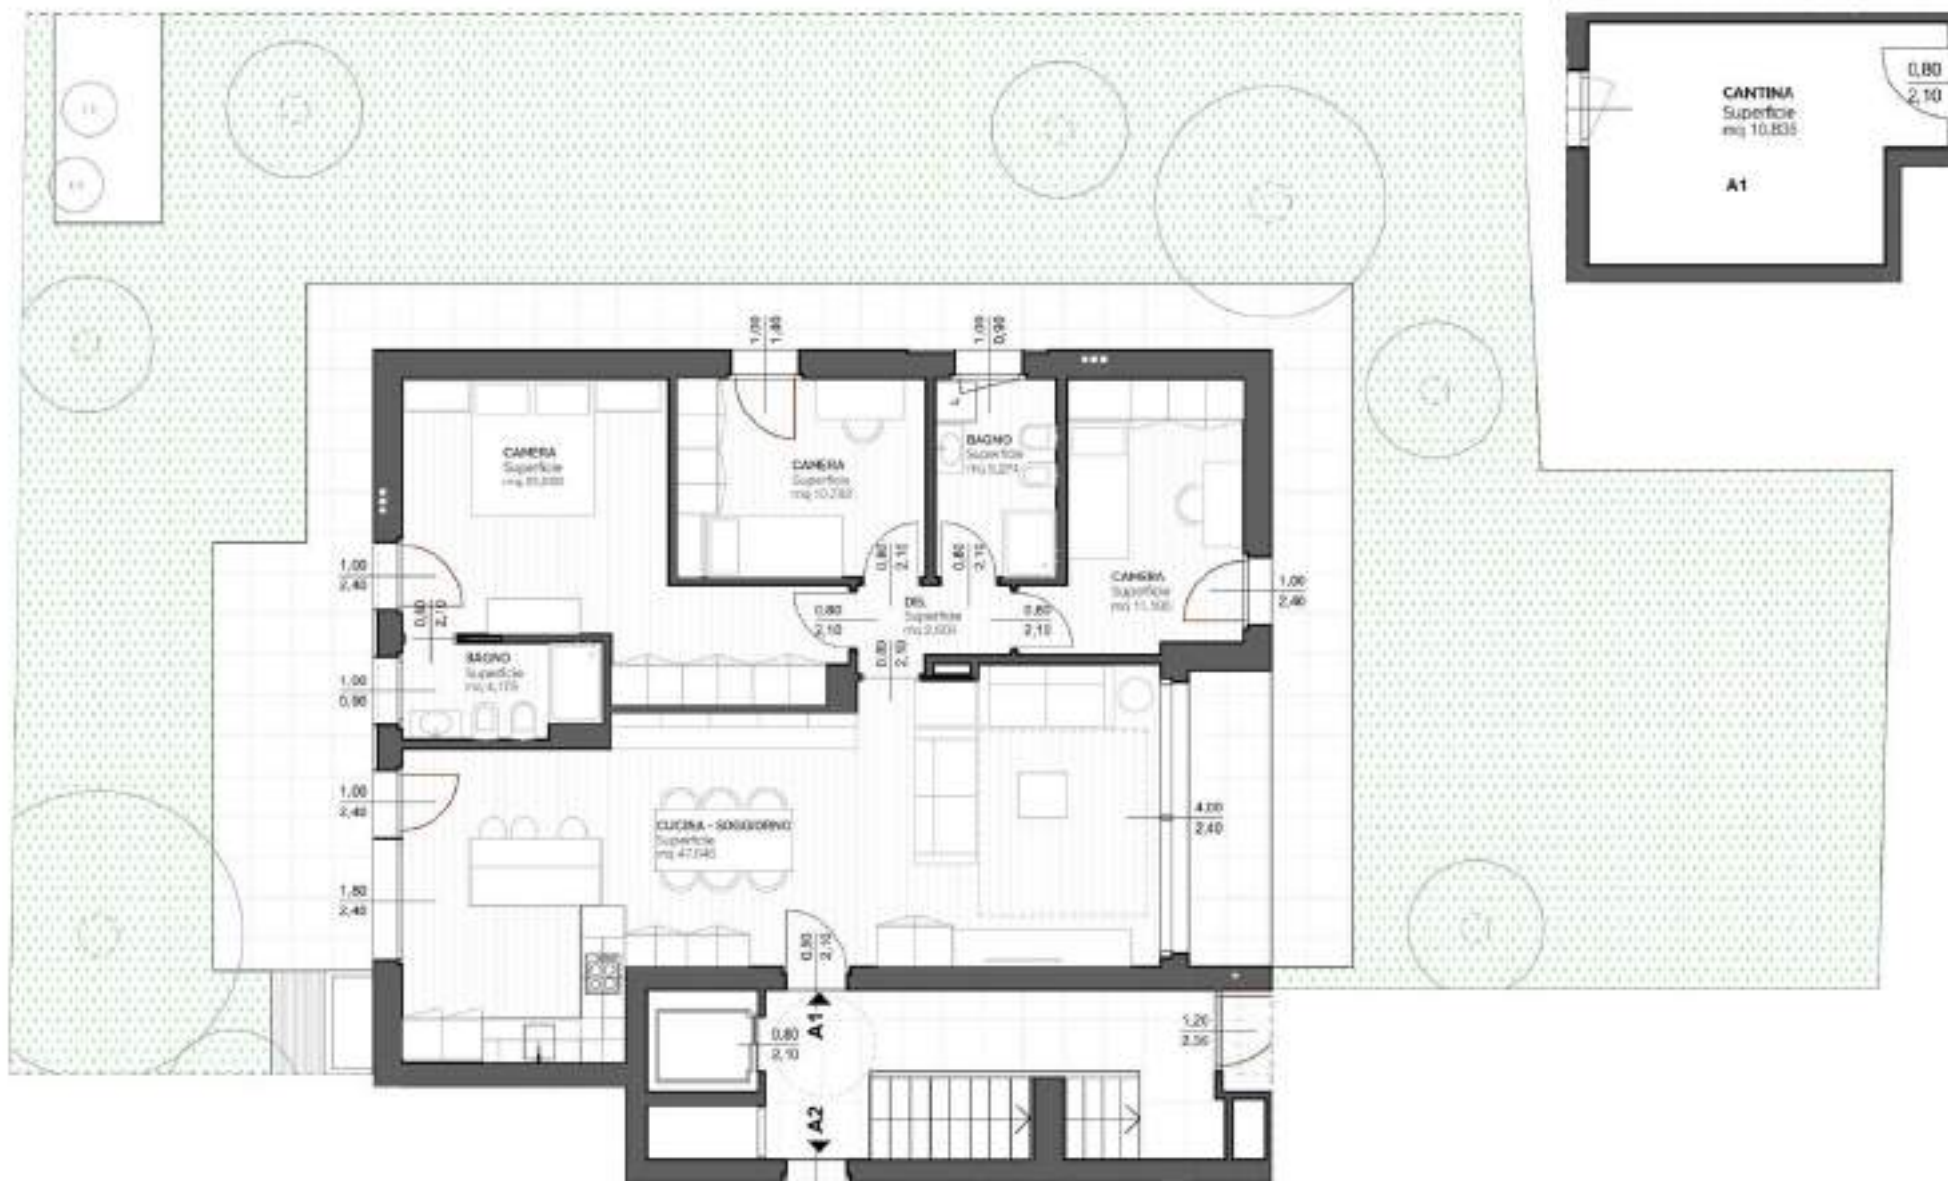 CANTINA
Superficie
mq 10.835
A1
0,80
2,10
1,00
1,80
1,00
0,90
CAMERA
Superficie
CAMERA
Superficie
BAGNO
Superficie
CAMERA
Superficie
1,00
2,40
0,80
2,10
0,80
2,10
0,80
2,10
0,80
2,10
DIS.
Superficie
0,80
2,10
0,80
2,10
1,00
2,40
BAGNO
Superficie
1,00
0,90
1,00
2,40
CUCINA - SOGGIORNO
Superficie
4,00
2,40
1,80
2,40
0,90
2,10
A1
0,80
2,10
A2
1,20